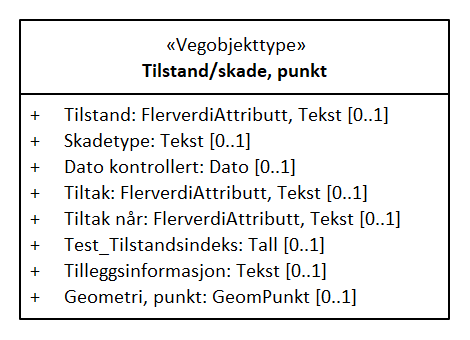 «Vegobjekttype»
Tilstand/skade, punkt
+ Tilstand: FlerverdiAttributt, Tekst [0..1]
+ Skadetype: Tekst [0..1]
+ Dato kontrollert: Dato [0..1]
+ Tiltak: FlerverdiAttributt, Tekst [0..1]
+ Tiltak når: FlerverdiAttributt, Tekst [0..1]
+ Test_Tilstandsindeks: Tall [0..1]
+ Tilleggsinformasjon: Tekst [0..1]
+ Geometri, punkt: GeomPunkt [0..1]